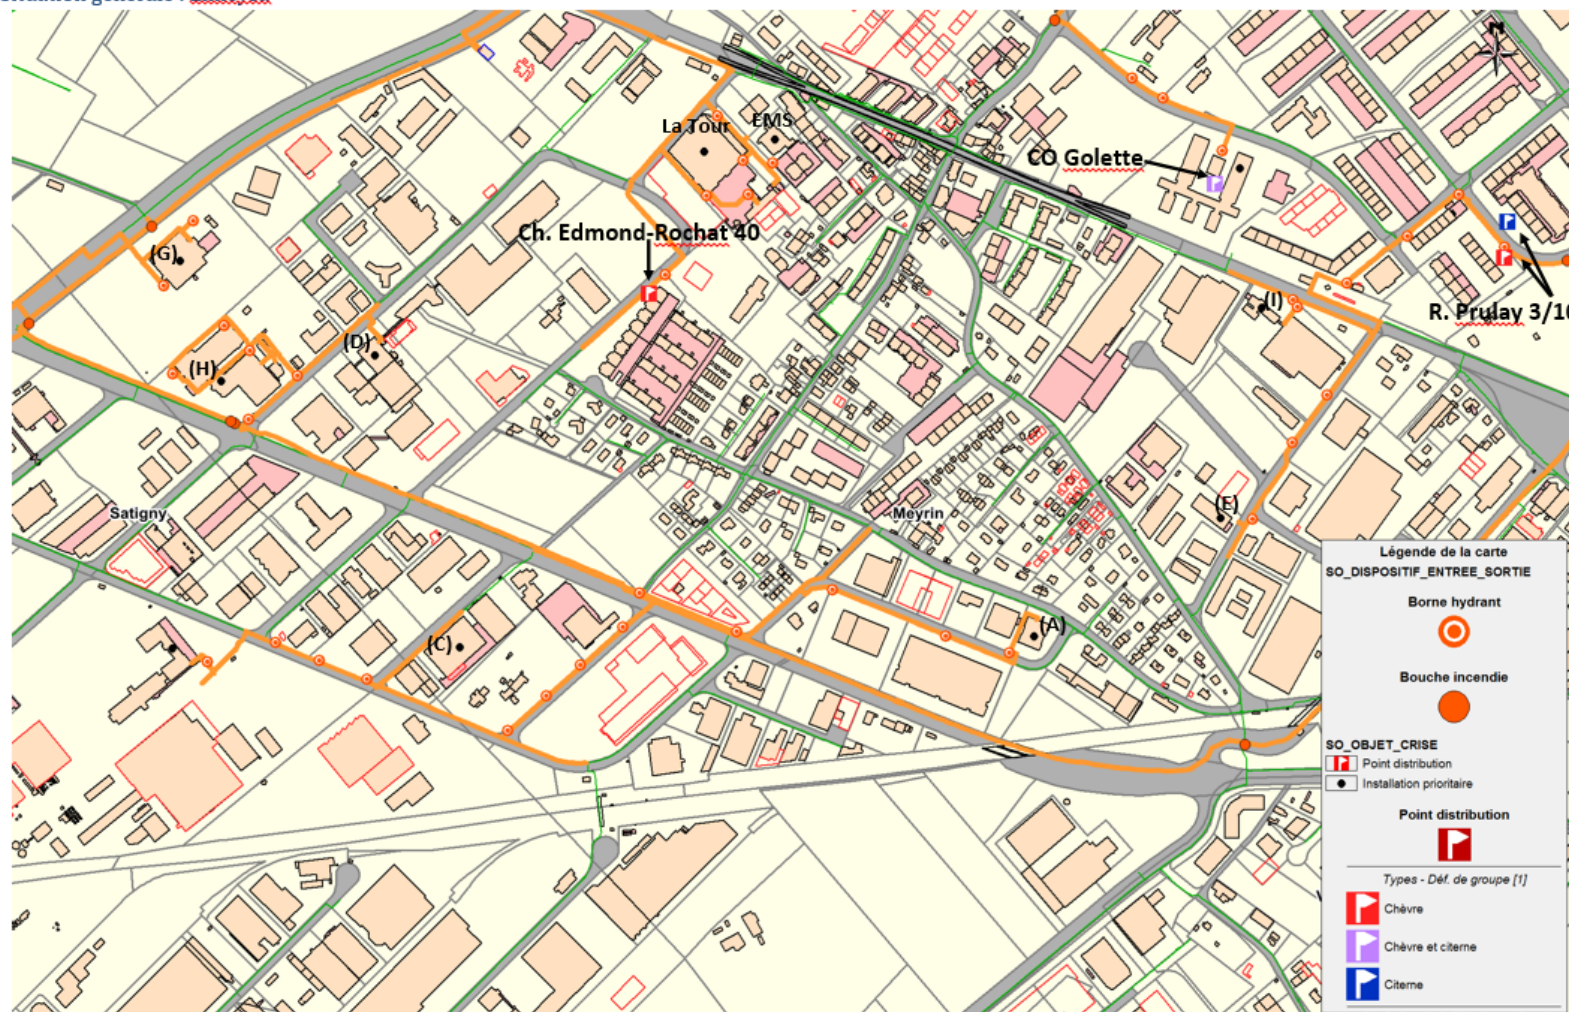 La Tour
EMS
CO Golette
Ch. Edmond-Rochat 40
(G)
(I)
R. Prulay 3/10
(D)
(H)
Satigny
Meyrin
(E)
(A)
(C)
Légende de la carte
SO_DISPOSITIF_ENTREE_SORTIE
Borne hydrant
Bouche incendie
SO_OBJET_CRISE
Point distribution
Installation prioritaire
Point distribution
Types - Déf. de groupe [1]
Chèvre
Chèvre et citerne
Citerne